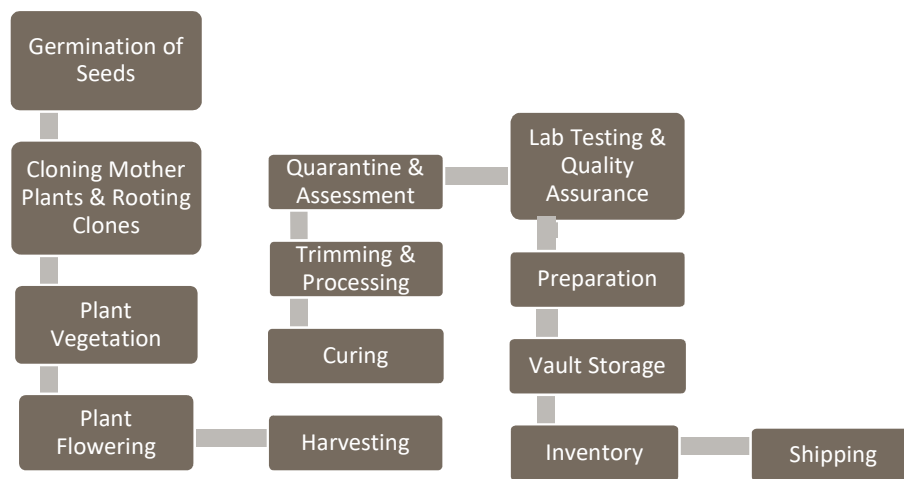 Germination of
Seeds
Cloning Mother
Plants & Rooting
Clones
Plant
Vegetation
Plant
Flowering
Harvesting
Curing
Trimming &
Processing
Quarantine &
Assessment
Lab Testing &
Quality
Assurance
Preparation
Vault Storage
Inventory
Shipping